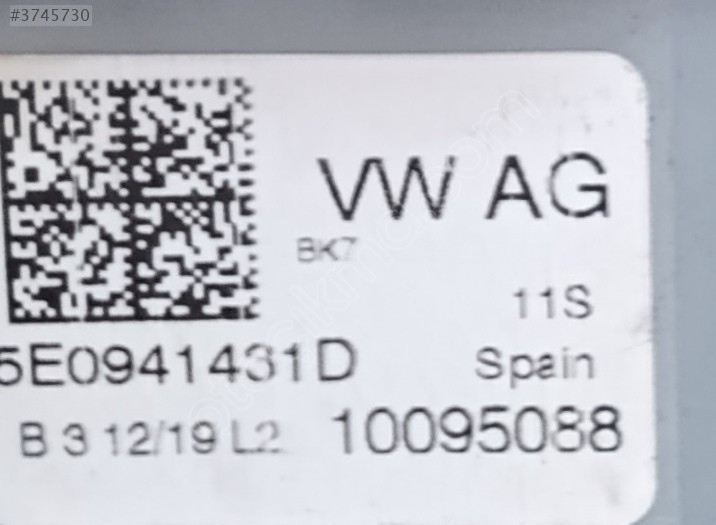 #3745730
VW AG
BK7
11S
5E0941431D
Spain
B 3 12/19 L2 10095088